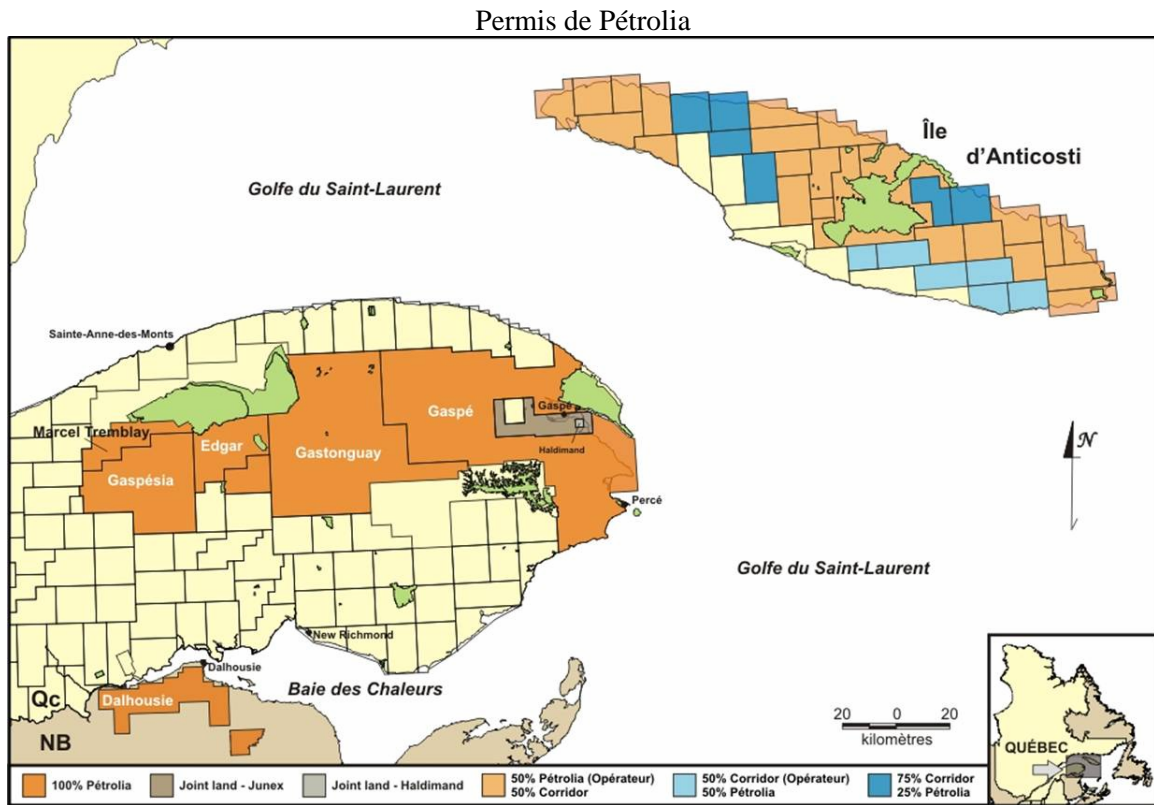 Permis de Pétrolia
Île
d'Anticosti
Golfe du Saint-Laurent
Sainte-Anne-des-Monts
Gaspé
Gaspé
Marcel Tremblay
Edgar
Gastonguay
Haldimand
Gaspésia
N
Percé
Golfe du Saint-Laurent
New Richmond
Dalhousie
Baie des Chaleurs
Qc
Dalhousie
NB
20 0 20
kilomètres
QUÉBEC
100% Pétrolia
Joint land - Junex
Joint land - Haldimand
50% Pétrolia (Opérateur)
50% Corridor
50% Corridor (Opérateur)
50% Pétrolia
75% Corridor
25% Pétrolia